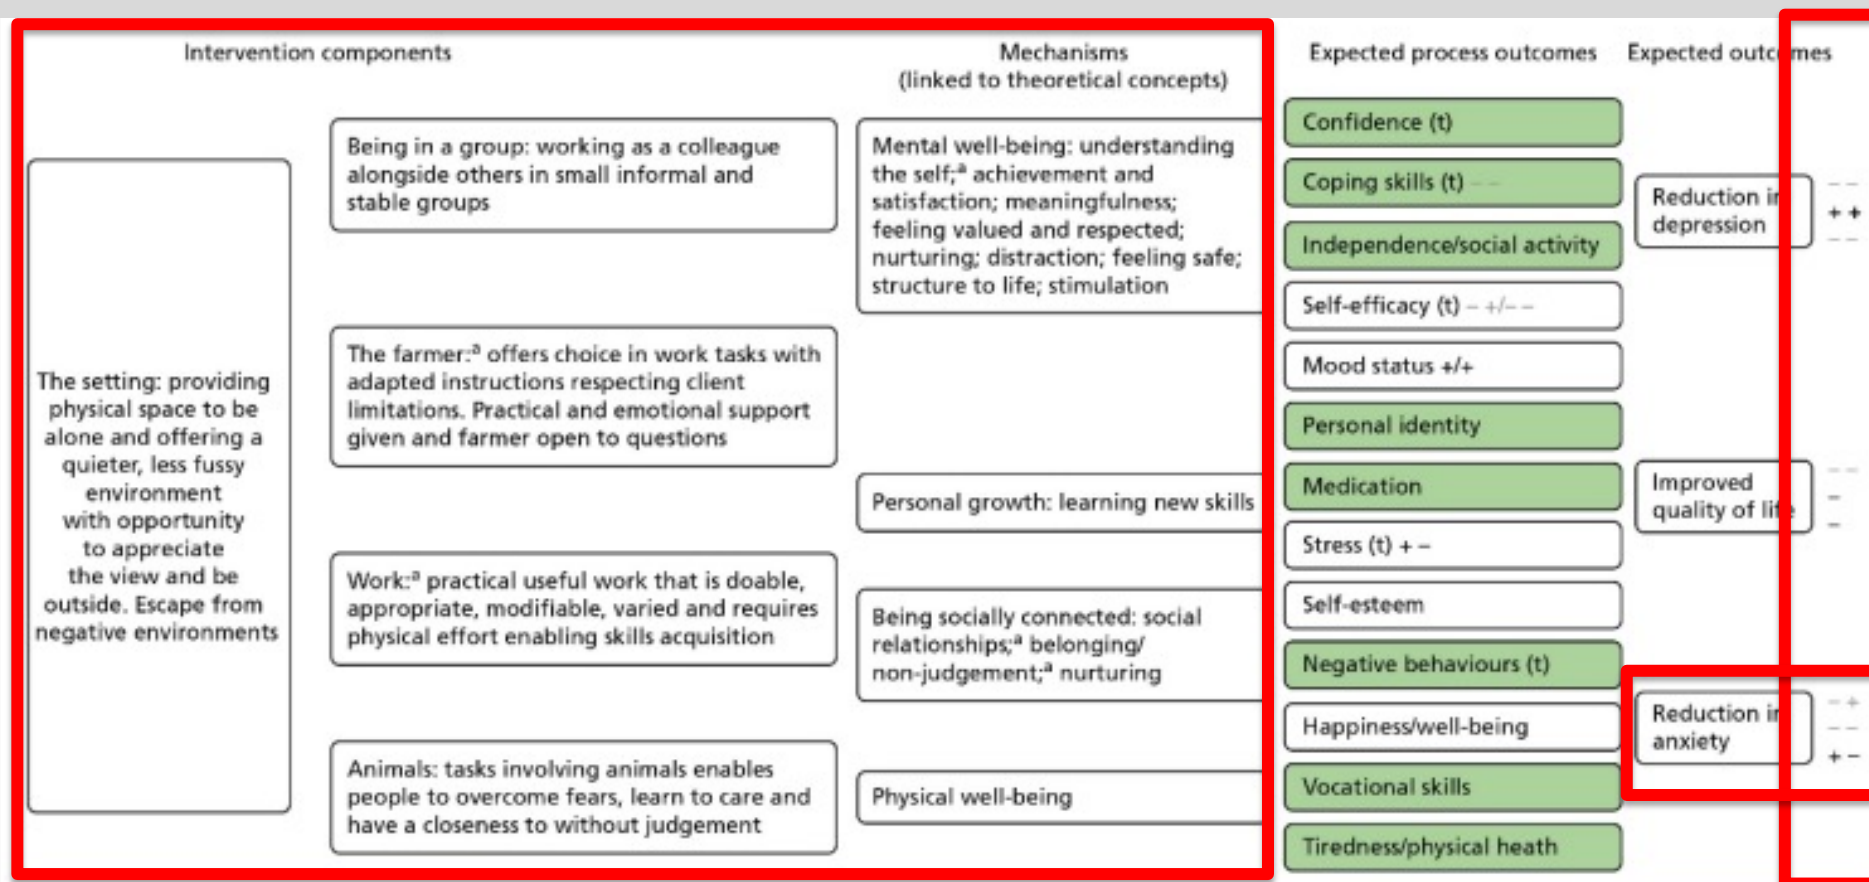 Intervention components
Mechanisms
(linked to theoretical concepts)
Expected process outcomes
Expected outcomes
The setting: providing
physical space to be
alone and offering a
quieter, less fussy
environment
with opportunity
to appreciate
the view and be
outside. Escape from
negative environments
Being in a group: working as a colleague
alongside others in small informal and
stable groups
The farmer:ª offers choice in work tasks with
adapted instructions respecting client
limitations. Practical and emotional support
given and farmer open to questions
Work:ª practical useful work that is doable,
appropriate, modifiable, varied and requires
physical effort enabling skills acquisition
Animals: tasks involving animals enables
people to overcome fears, learn to care and
have a closeness to without judgement
Mental well-being: understanding
the self;ª achievement and
satisfaction; meaningfulness;
feeling valued and respected;
nurturing; distraction; feeling safe;
structure to life; stimulation
Personal growth: learning new skills
Being socially connected: social
relationships;ª belonging/
non-judgement;ª nurturing
Physical well-being
Confidence (t)
Coping skills (t) – –
Independence/social activity
Self-efficacy (t) – +/– –
Mood status +/+
Personal identity
Medication
Stress (t) + –
Self-esteem
Negative behaviours (t)
Happiness/well-being
Vocational skills
Tiredness/physical heath
Reduction in
depression
– –
+ +
– –
Improved
quality of life
– –
–
–
Reduction in
anxiety
– +
– –
+ –